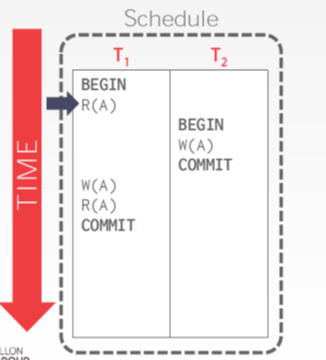 Schedule
T1 T2
BEGIN
R(A)
BEGIN
W(A)
COMMIT
W(A)
R(A)
COMMIT
TIME